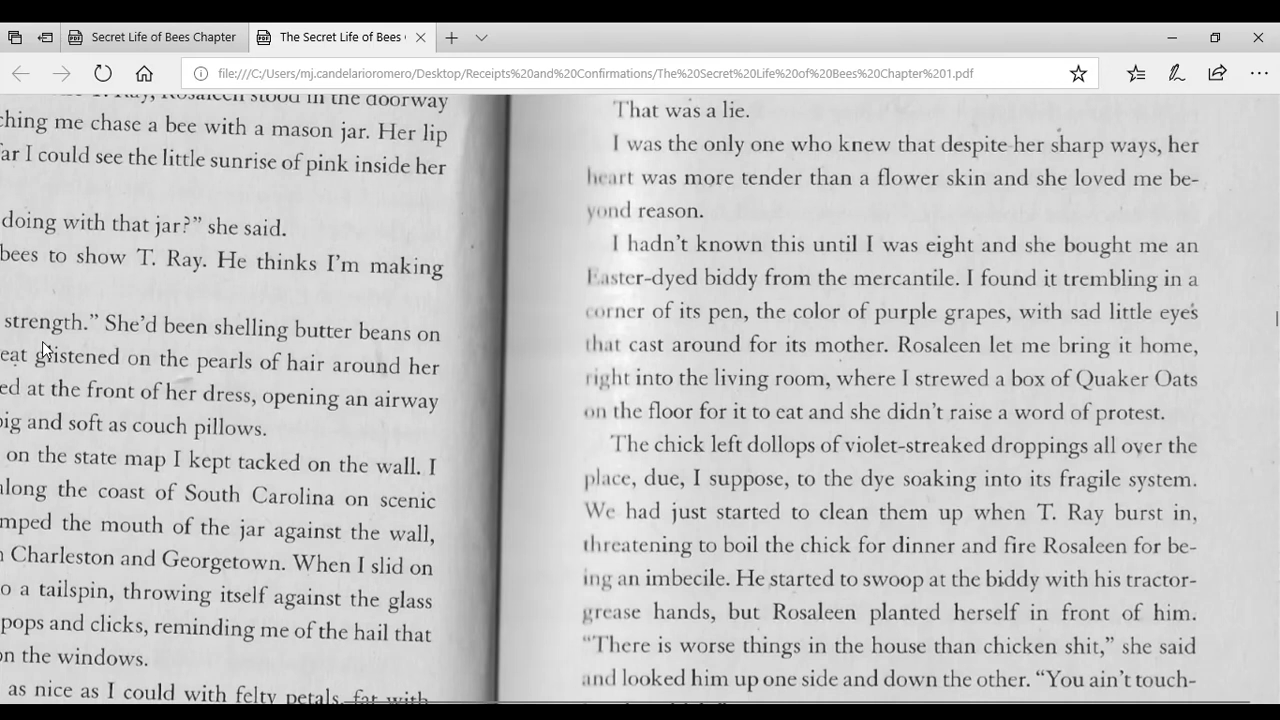 Secret Life of Bees Chapter
The Secret Life of Bees
file:///C:/Users/mj.candelarioromero/Desktop/Receipts%20and%20Confirmations/The%20Secret%20Life%20of%20Bees%20Chapter%201.pdf
T. Ray, Rosaleen stood in the doorway
ching me chase a bee with a mason jar. Her lip
far I could see the little sunrise of pink inside her
doing with that jar?” she said.
bees to show T. Ray. He thinks I’m making
strength.” She’d been shelling butter beans on
eat glistened on the pearls of hair around her
ed at the front of her dress, opening an airway
big and soft as couch pillows.
on the state map I kept tacked on the wall. I
along the coast of South Carolina on scenic
mped the mouth of the jar against the wall,
n Charleston and Georgetown. When I slid on
o a tailspin, throwing itself against the glass
pops and clicks, reminding me of the hail that
on the windows.
as nice as I could with felty petals, fat with
That was a lie.
I was the only one who knew that despite her sharp ways, her
heart was more tender than a flower skin and she loved me be-
yond reason.
I hadn’t known this until I was eight and she bought me an
Easter-dyed biddy from the mercantile. I found it trembling in a
corner of its pen, the color of purple grapes, with sad little eyes
that cast around for its mother. Rosaleen let me bring it home,
right into the living room, where I strewed a box of Quaker Oats
on the floor for it to eat and she didn’t raise a word of protest.
The chick left dollops of violet-streaked droppings all over the
place, due, I suppose, to the dye soaking into its fragile system.
We had just started to clean them up when T. Ray burst in,
threatening to boil the chick for dinner and fire Rosaleen for be-
ing an imbecile. He started to swoop at the biddy with his tractor-
grease hands, but Rosaleen planted herself in front of him.
“There is worse things in the house than chicken shit,” she said
and looked him up one side and down the other. “You ain’t touch-